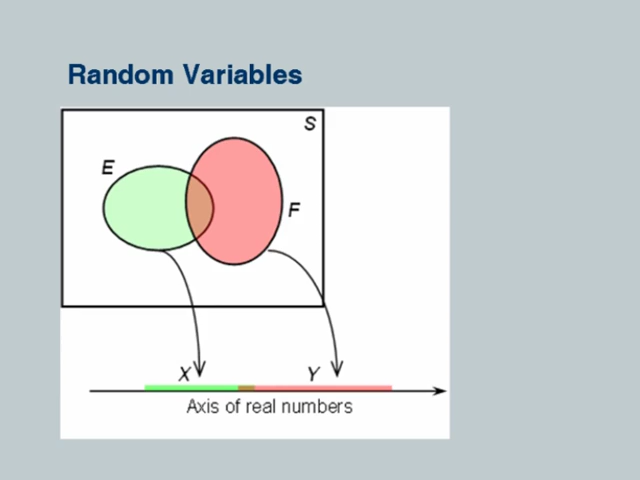 Random Variables
S
E
F
X Y
Axis of real numbers